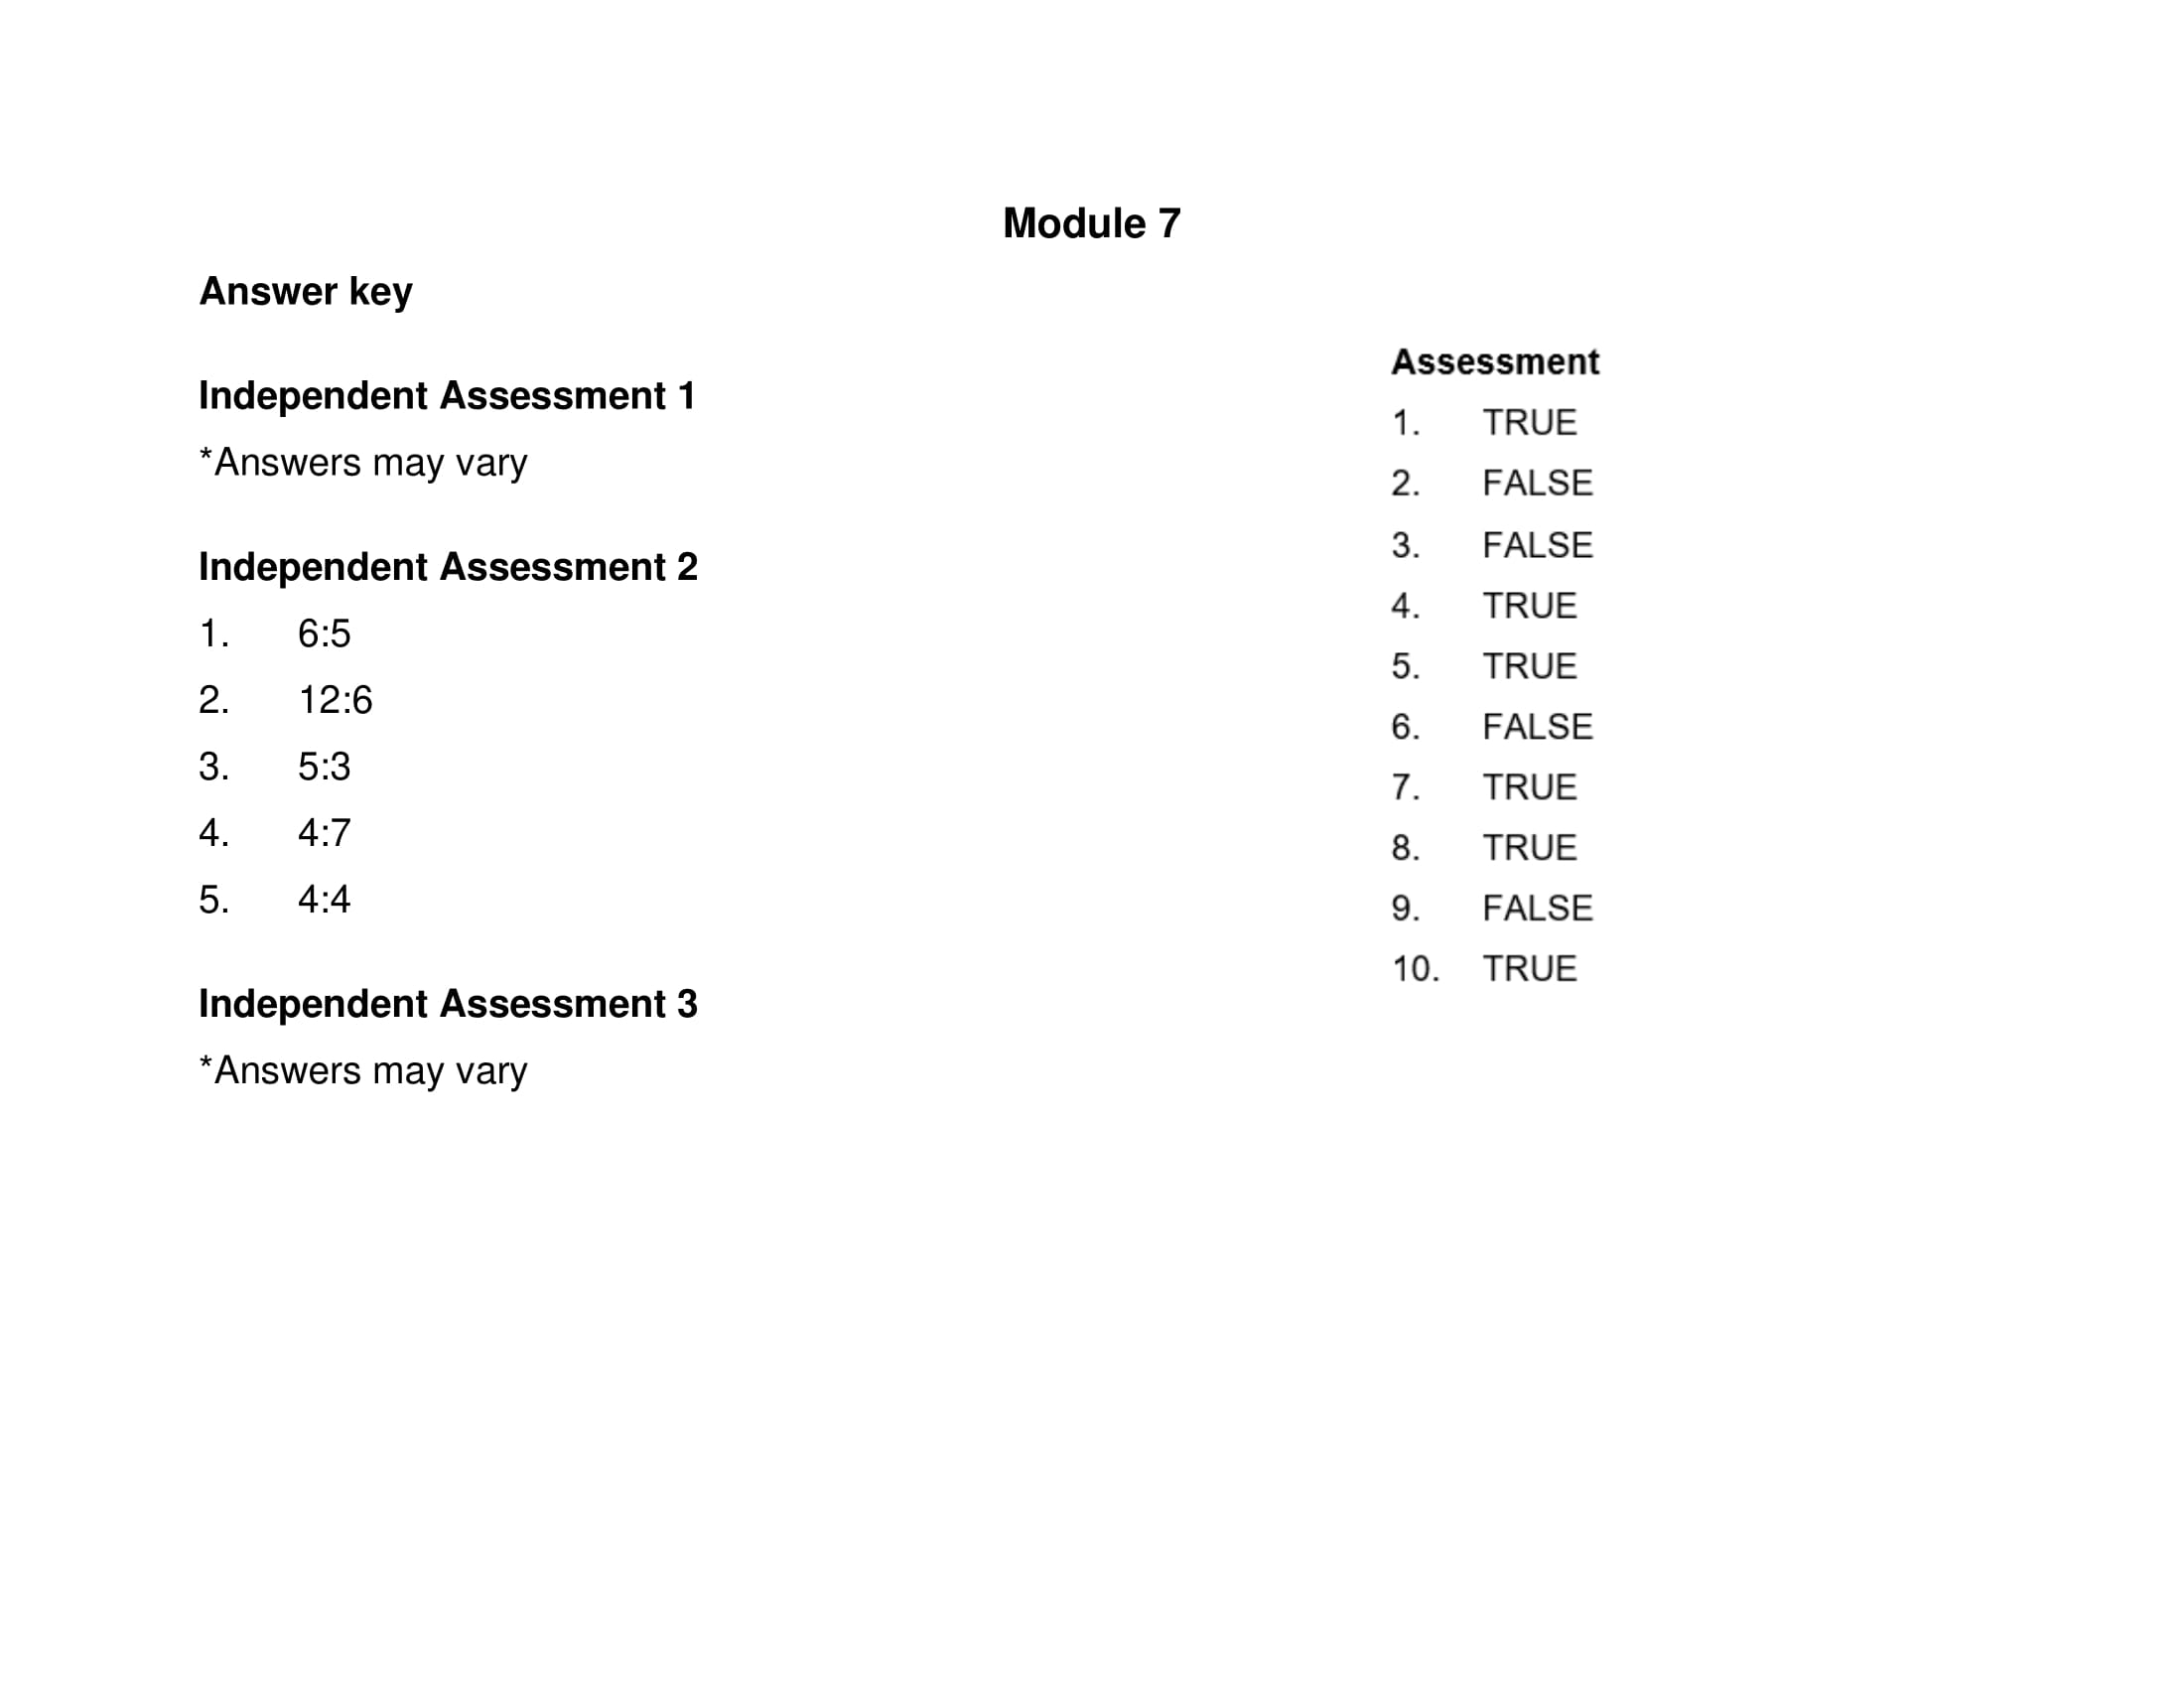 Module 7
Answer key
Independent Assessment 1
*Answers may vary
Independent Assessment 2
1. 6:5
2. 12:6
3. 5:3
4. 4:7
5. 4:4
Independent Assessment 3
*Answers may vary
Assessment
1. TRUE
2. FALSE
3. FALSE
4. TRUE
5. TRUE
6. FALSE
7. TRUE
8. TRUE
9. FALSE
10. TRUE